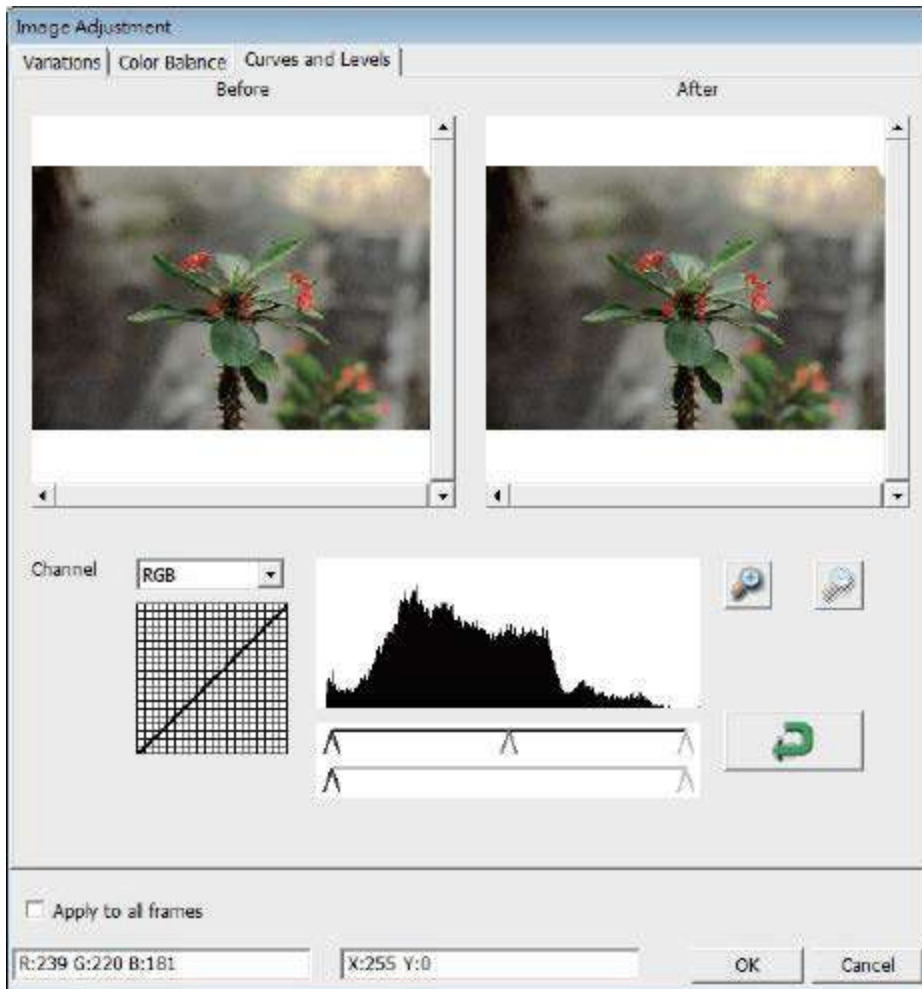 Image Adjustment
Variations Color Balance Curves and Levels
Before After
Channel RGB
Apply to all frames
R:239 G:220 B:181 X:255 Y:0 OK Cancel